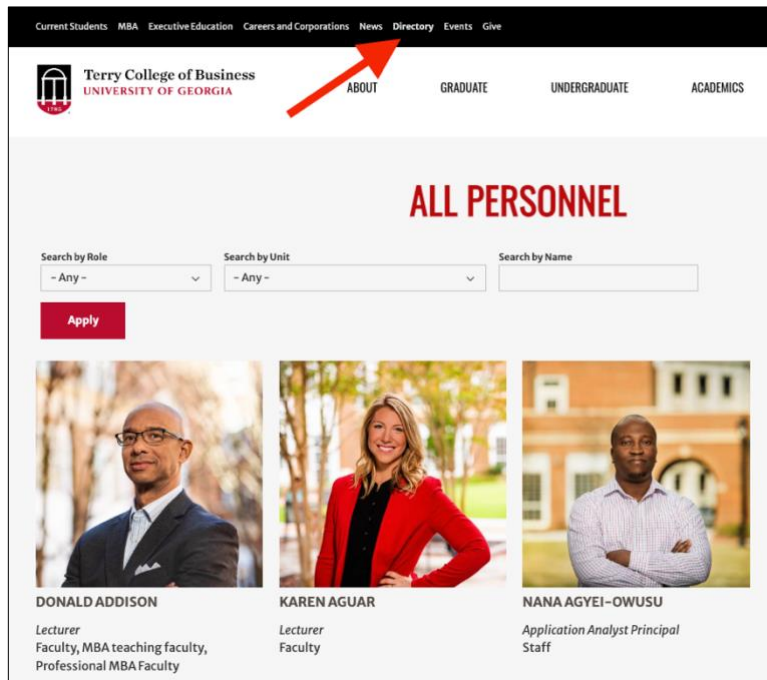 Current Students MBA Executive Education Careers and Corporations News Directory Events Give
Terry College of Business
UNIVERSITY OF GEORGIA
1785
ABOUT GRADUATE UNDERGRADUATE ACADEMICS
ALL PERSONNEL
Search by Role Search by Unit Search by Name
- Any - - Any -
Apply
DONALD ADDISON KAREN AGUAR NANA AGYEI-OWUSU
Lecturer Lecturer Application Analyst Principal
Faculty, MBA teaching faculty, Faculty Staff
Professional MBA Faculty